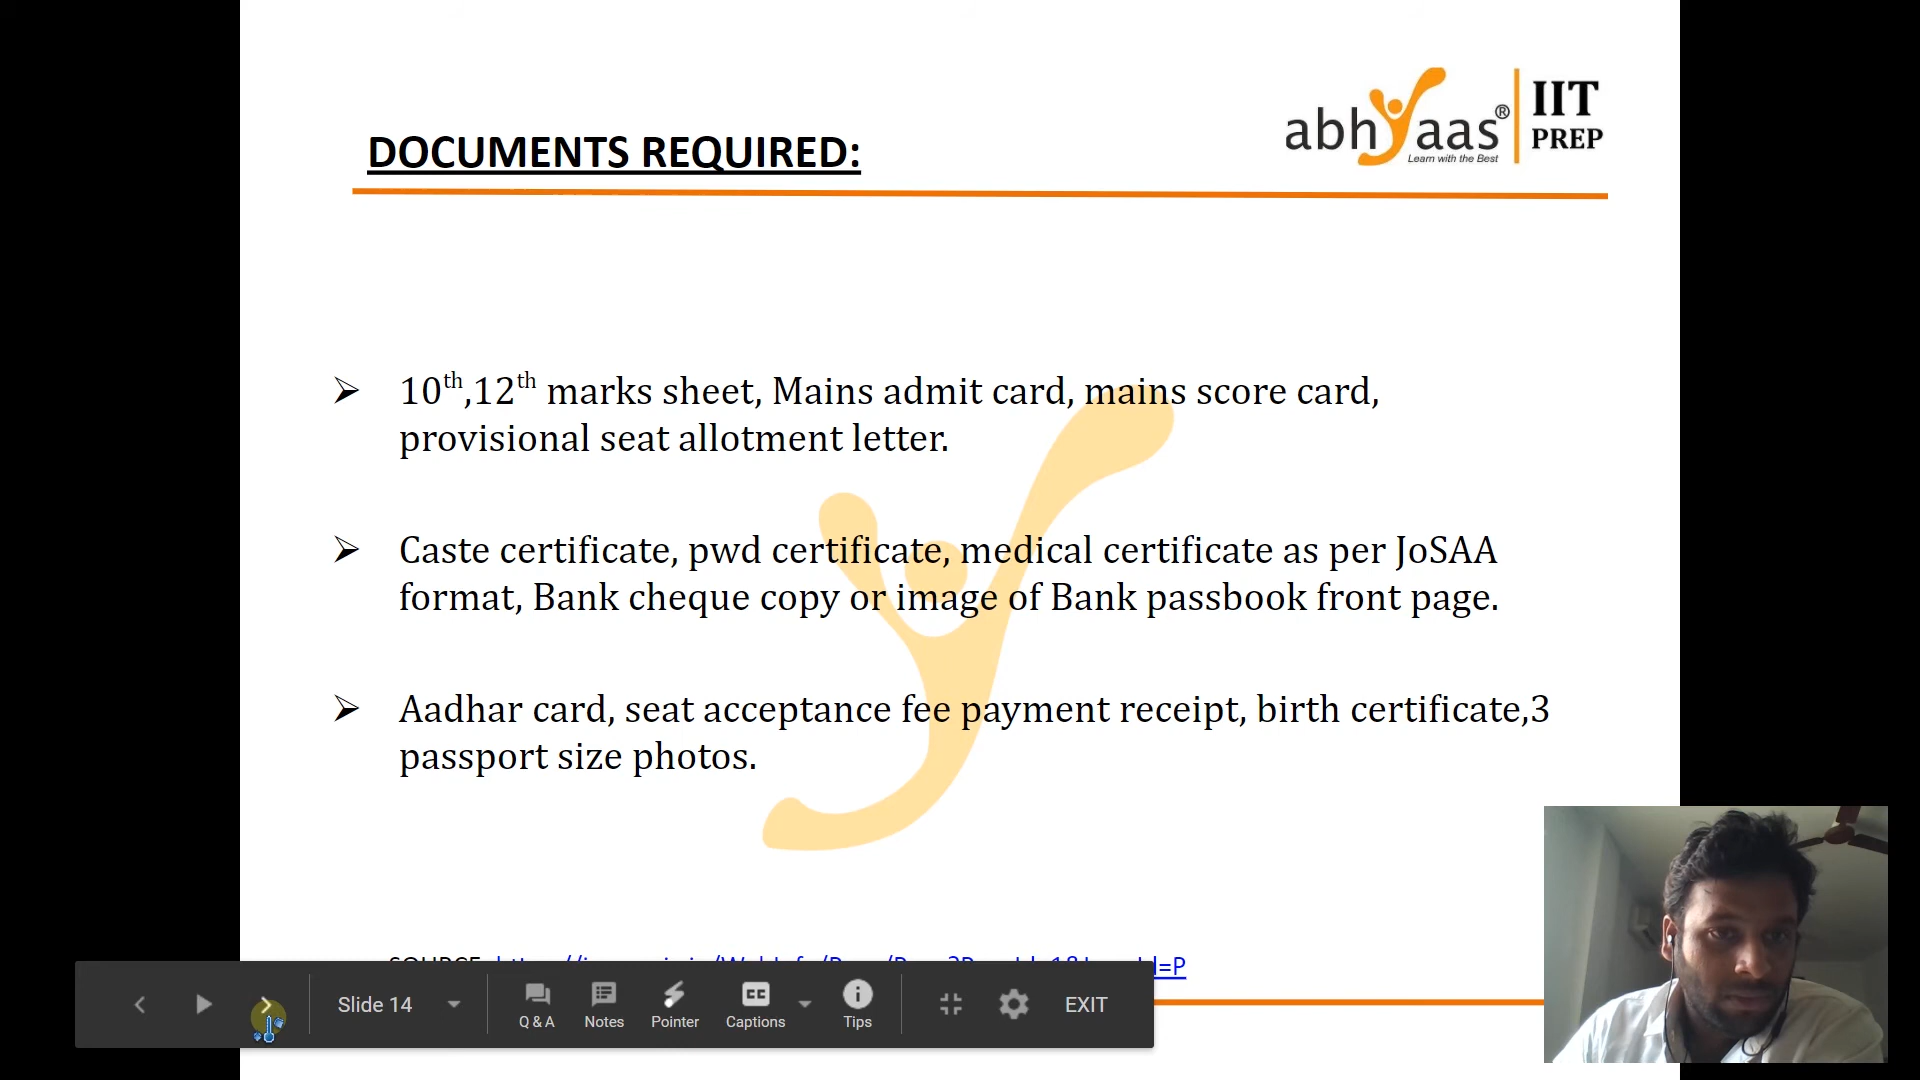 abhyaas®
Learn with the Best
IIT
PREP
DOCUMENTS REQUIRED:
➢ 10th,12th marks sheet, Mains admit card, mains score card,
provisional seat allotment letter.
➢ Caste certificate, pwd certificate, medical certificate as per JoSAA
format, Bank cheque copy or image of Bank passbook front page.
➢ Aadhar card, seat acceptance fee payment receipt, birth certificate,3
passport size photos.
Slide 14
Q & A
Notes
Pointer
CC
Captions
Tips
EXIT